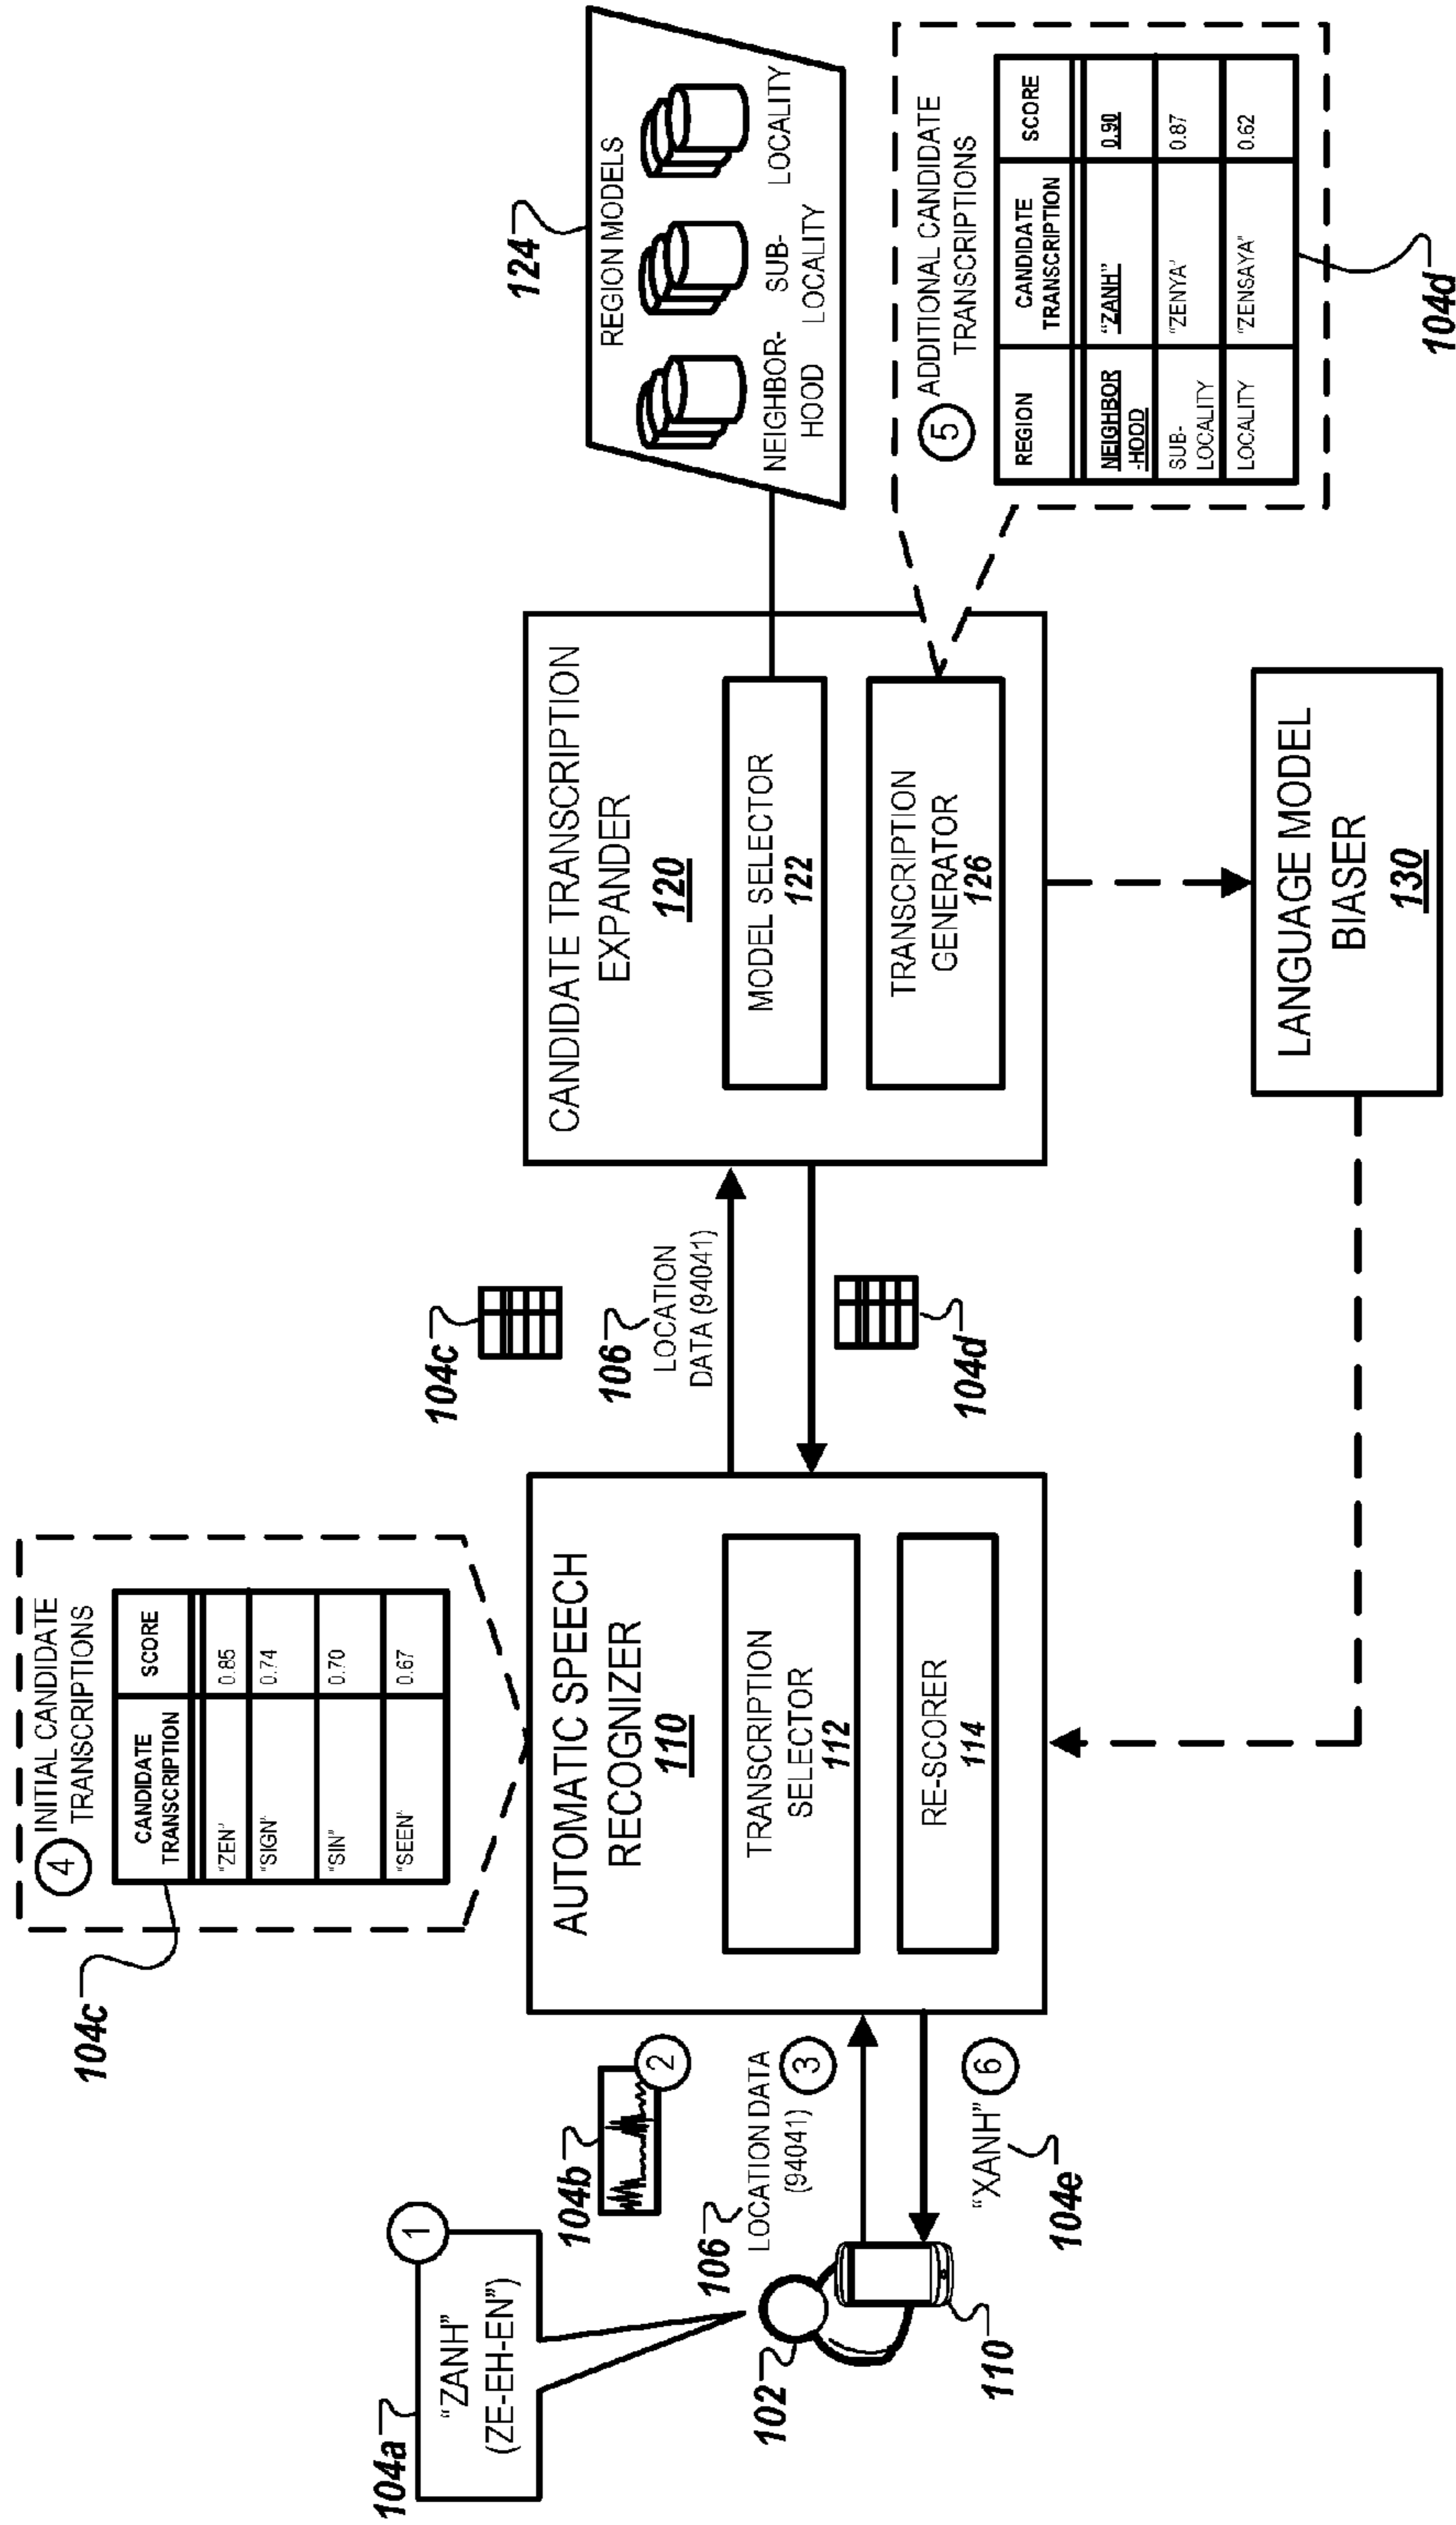 104a
"ZANH"
(ZE-EH-EN")
1
104b
2
102
106
LOCATION DATA
(94041)
3
110
"XANH"
6
104e
104c
4
INITIAL CANDIDATE
TRANSCRIPTIONS
CANDIDATE
TRANSCRIPTION
SCORE
"ZEN'
0.85
"SIGN'
0.74
"SIN"
0.70
"SEEN"
0.67
AUTOMATIC SPEECH
RECOGNIZER
110
TRANSCRIPTION
SELECTOR
112
RE-SCORER
114
104c
106
LOCATION
DATA (94041)
104d
CANDIDATE TRANSCRIPTION
EXPANDER
120
MODEL SELECTOR
122
TRANSCRIPTION
GENERATOR
126
LANGUAGE MODEL
BIASER
130
124
REGION MODELS
NEIGHBOR-
HOOD
SUB-
LOCALITY
LOCALITY
5
ADDITIONAL CANDIDATE
TRANSCRIPTIONS
REGION
CANDIDATE
TRANSCRIPTION
SCORE
NEIGHBOR
-HOOD
"ZANH"
0.90
SUB-
LOCALITY
"ZENYA'
0.87
LOCALITY
"ZENSAYA"
0.62
104d